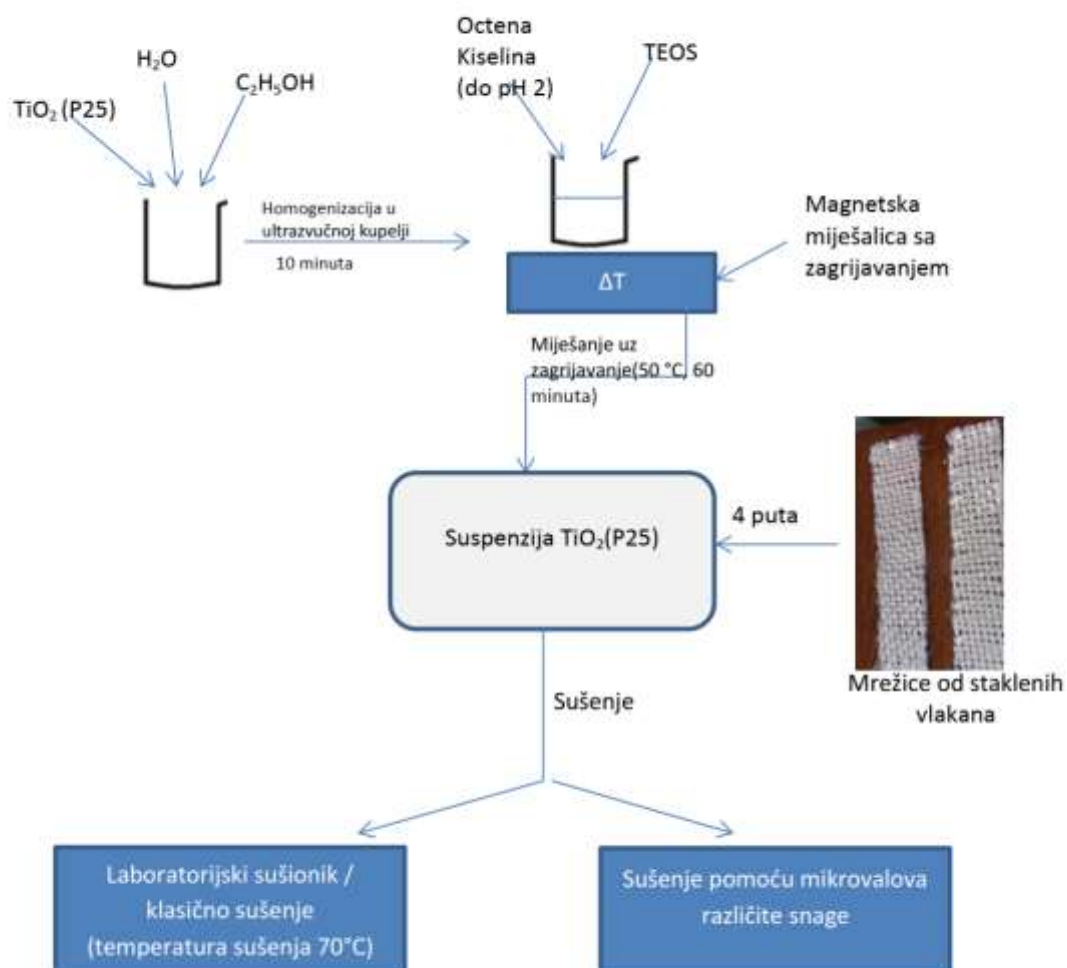 TiO₂ (P25)
H₂O
C₂H₅OH
Homogenizacija u
ultrazvučnoj kupelji
10 minuta
Octena
Kiselina
(do pH 2)
TEOS
Magnetska
miješalica sa
zagrijavanjem
ΔT
Miješanje uz
zagrijavanje(50 °C, 60
minuta)
Suspenzija TiO₂(P25)
4 puta
Mrežice od staklenih
vlakana
Sušenje
Laboratorijski sušionik /
klasično sušenje
(temperatura sušenja 70°C)
Sušenje pomoću mikrovalova
različite snage